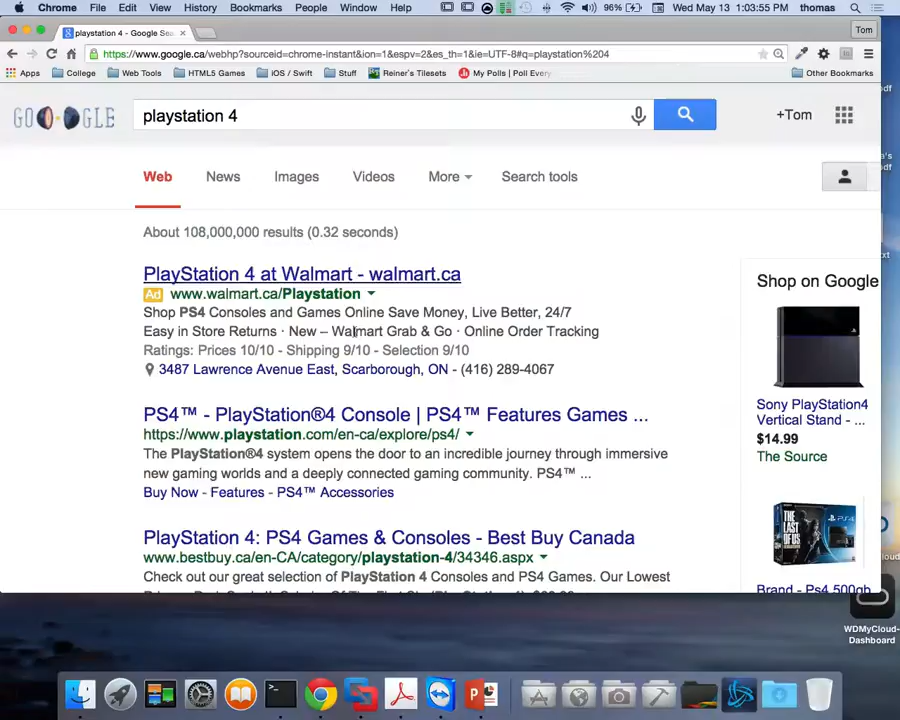 Chrome File Edit View History Bookmarks People Window Help 96% Wed May 13 1:03:55 PM thomas
playstation 4 - Google Sea
Tom
https://www.google.ca/webhp?sourceid=chrome-instant&ion=1&espv=2&es_th=1&ie=UTF-8#q=playstation%204
Apps College Web Tools HTML5 Games iOS / Swift Stuff Reiner's Tilesets My Polls | Poll Every Other Bookmarks
GOOGLE
playstation 4
+Tom
Web News Images Videos More Search tools
About 108,000,000 results (0.32 seconds)
PlayStation 4 at Walmart - walmart.ca
Ad www.walmart.ca/Playstation
Shop PS4 Consoles and Games Online Save Money, Live Better, 24/7
Easy in Store Returns · New – Walmart Grab & Go · Online Order Tracking
Ratings: Prices 10/10 - Shipping 9/10 - Selection 9/10
3487 Lawrence Avenue East, Scarborough, ON - (416) 289-4067
PS4™ - PlayStation®4 Console | PS4™ Features Games ...
https://www.playstation.com/en-ca/explore/ps4/
The PlayStation®4 system opens the door to an incredible journey through immersive
new gaming worlds and a deeply connected gaming community. PS4™ ...
Buy Now - Features - PS4™ Accessories
PlayStation 4: PS4 Games & Consoles - Best Buy Canada
www.bestbuy.ca/en-CA/category/playstation-4/34346.aspx
Check out our great selection of PlayStation 4 Consoles and PS4 Games. Our Lowest
Shop on Google
Sony PlayStation4
Vertical Stand - ...
$14.99
The Source
THE LAST OF US
Brand - Ps4 500gb
WDMyCloud-
Dashboard